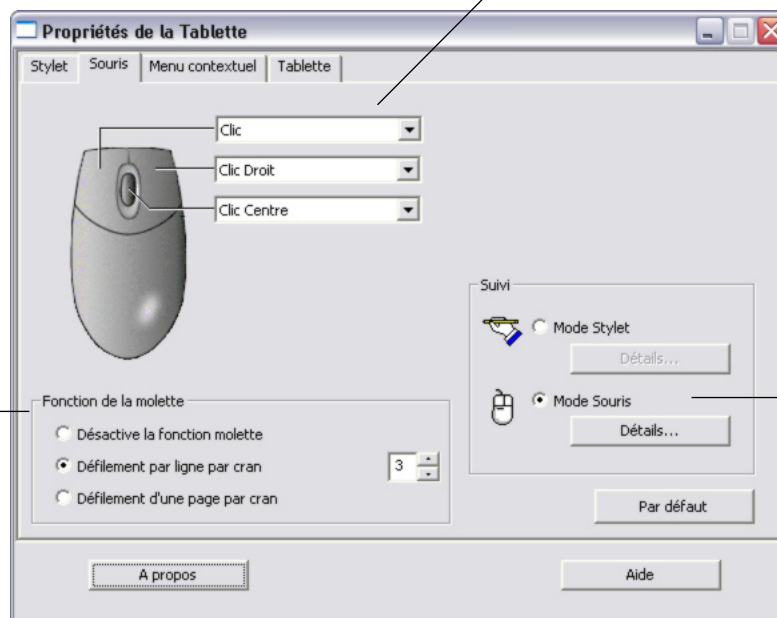 Propriétés de la Tablette
Stylet Souris Menu contextuel Tablette
Clic
Clic Droit
Clic Centre
Suivi
Mode Stylet
Détails...
Mode Souris
Détails...
Fonction de la molette
Désactive la fonction molette
Défilement par ligne par cran 3
Défilement d'une page par cran
Par défaut
A propos Aide